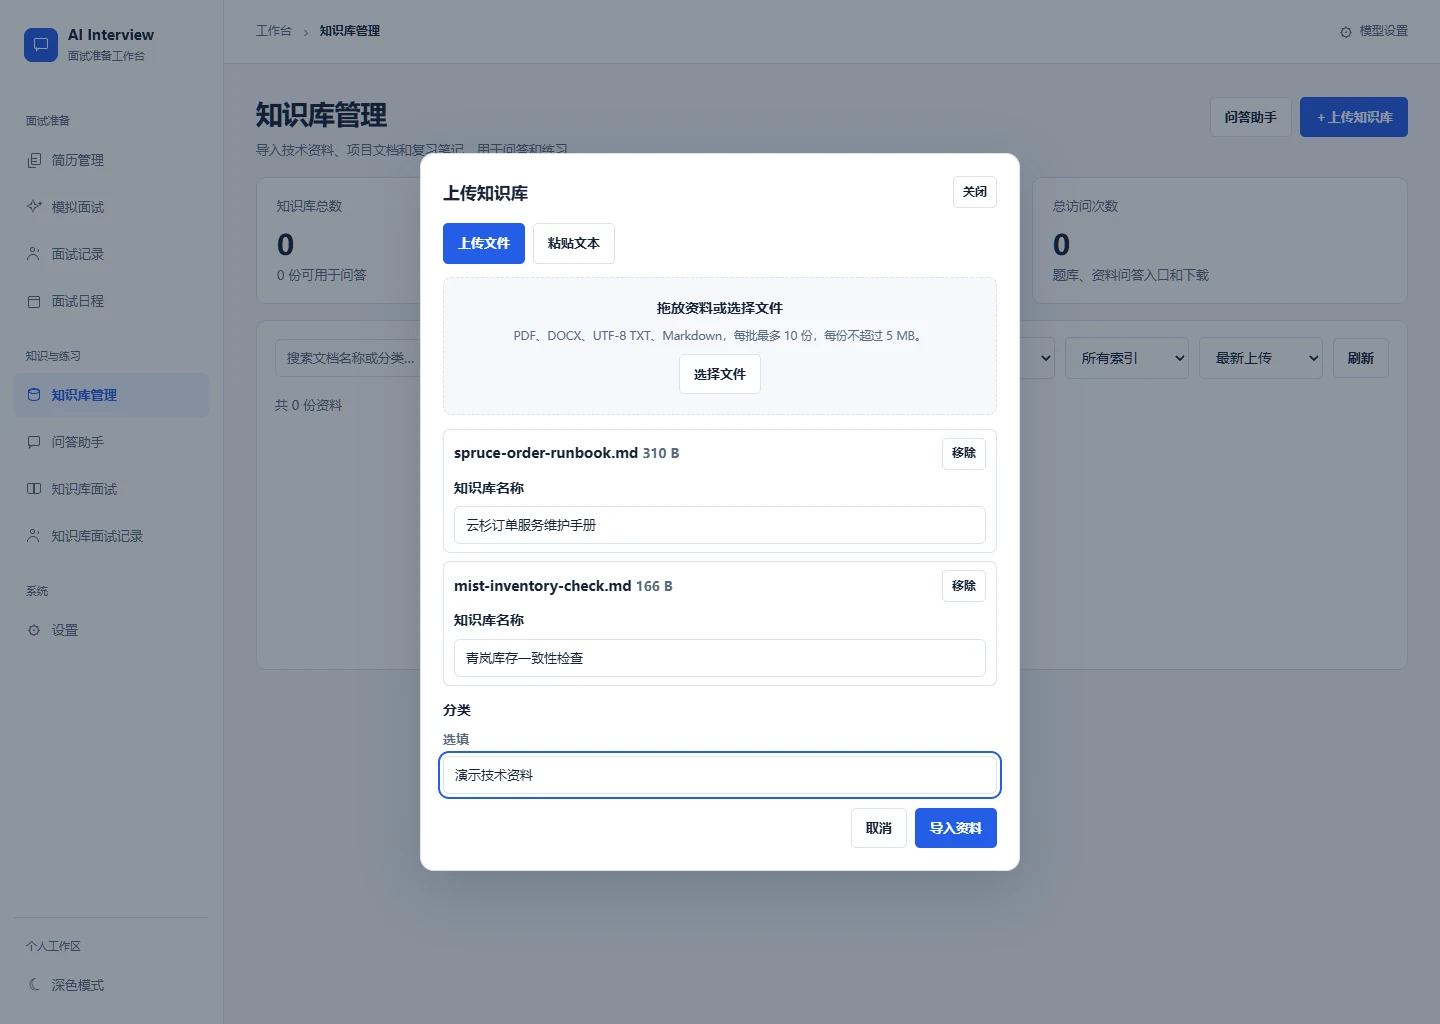 AI Interview
面试准备工作台
面试准备
简历管理
模拟面试
面试记录
面试日程
知识与练习
知识库管理
问答助手
知识库面试
知识库面试记录
系统
设置
个人工作区
深色模式
工作台 › 知识库管理
模型设置
知识库管理
导入技术资料、项目文档和复习笔记，用于问答和练习
问答助手
+ 上传知识库
知识库总数
0
0 份可用于问答
总访问次数
0
题库、资料问答入口和下载
搜索文档名称或分类...
所有索引
最新上传
刷新
共 0 份资料
上传知识库
关闭
上传文件
粘贴文本
拖放资料或选择文件
PDF、DOCX、UTF-8 TXT、Markdown，每批最多 10 份，每份不超过 5 MB。
选择文件
spruce-order-runbook.md 310 B
移除
知识库名称
云杉订单服务维护手册
mist-inventory-check.md 166 B
移除
知识库名称
青岚库存一致性检查
分类
选填
演示技术资料
取消
导入资料